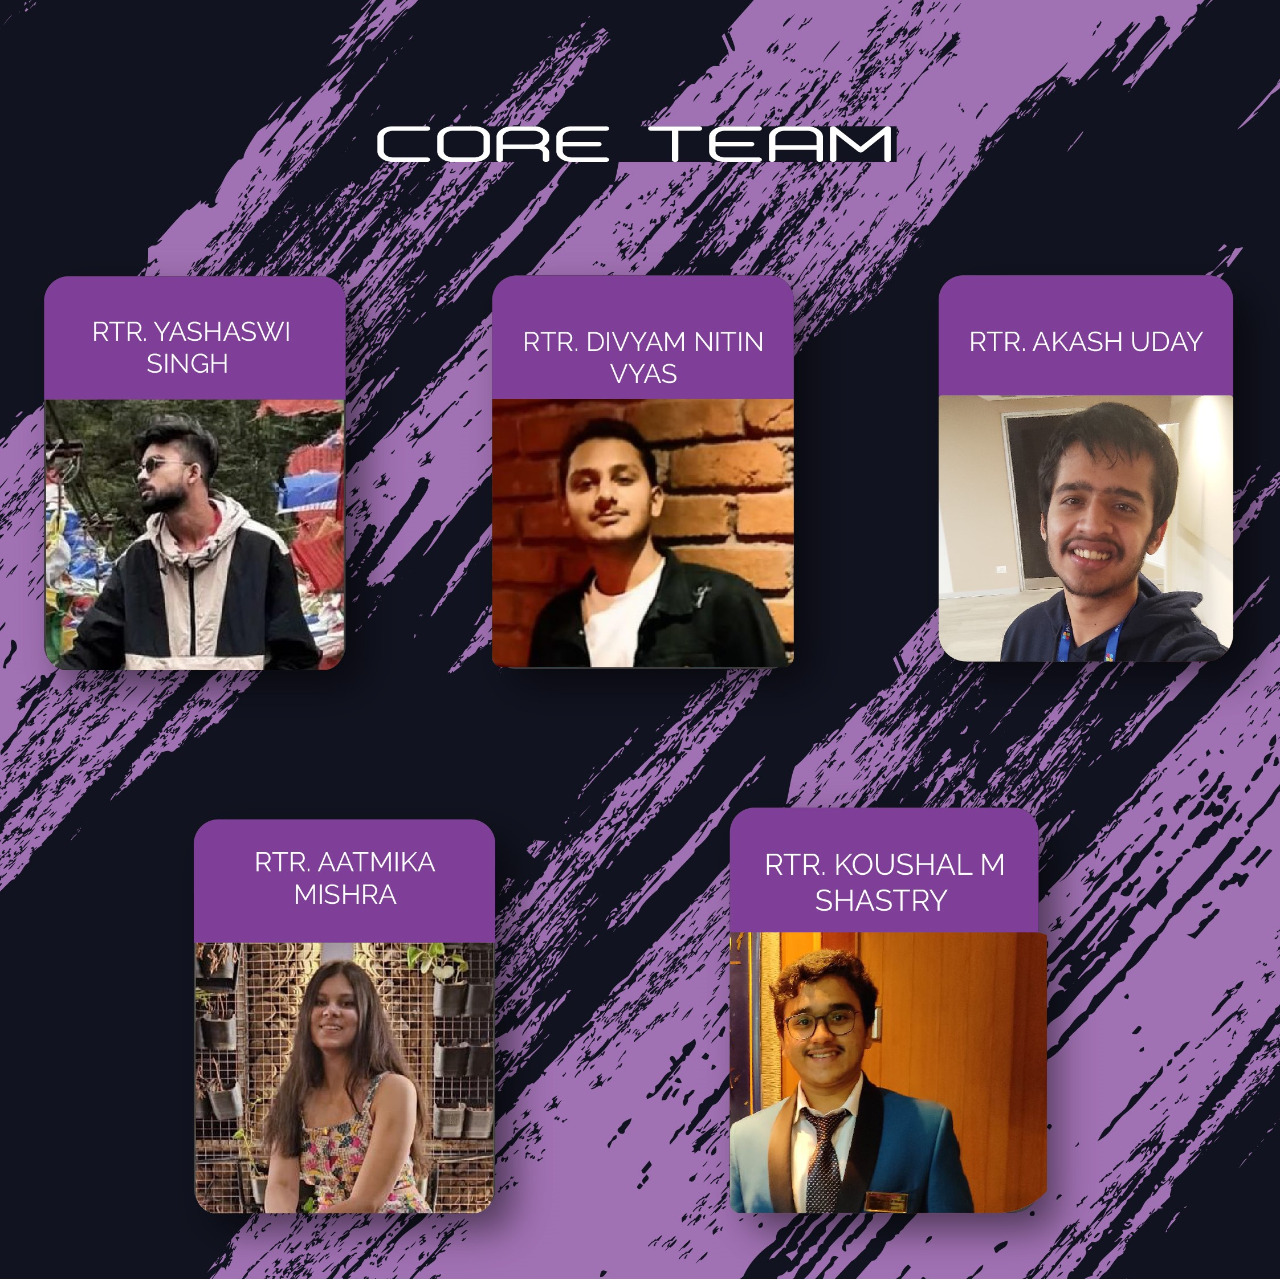 CORE TEAM
RTR. YASHASWI
SINGH
RTR. DIVYAM NITIN
VYAS
RTR. AKASH UDAY
RTR. AATMIKA
MISHRA
RTR. KOUSHAL M
SHASTRY